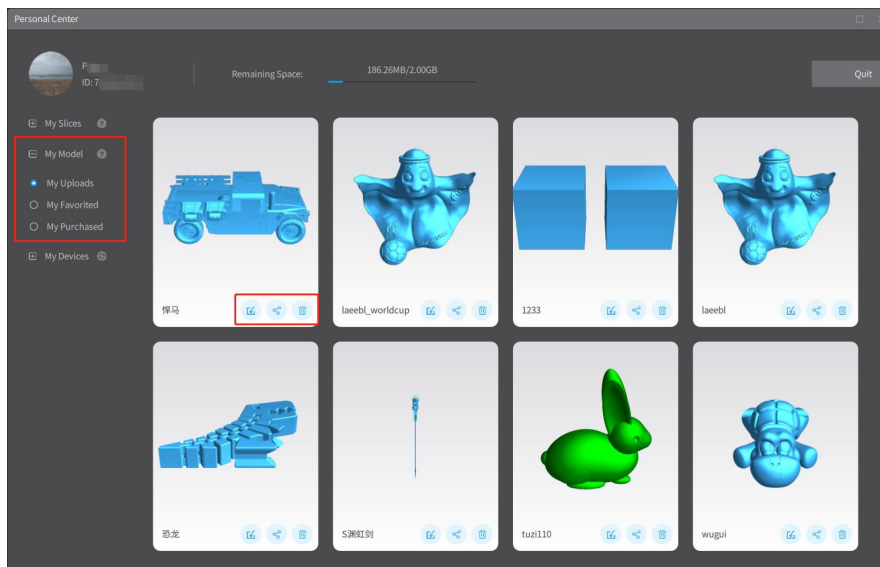 Personal Center
P
ID: 7
Remaining Space:
186.26MB/2.00GB
Quit
My Slices
My Model
My Uploads
My Favorited
My Purchased
My Devices
悍马
laeebl_worldcup
1233
laeebl
恐龙
S渊虹剑
tuzi110
wugui